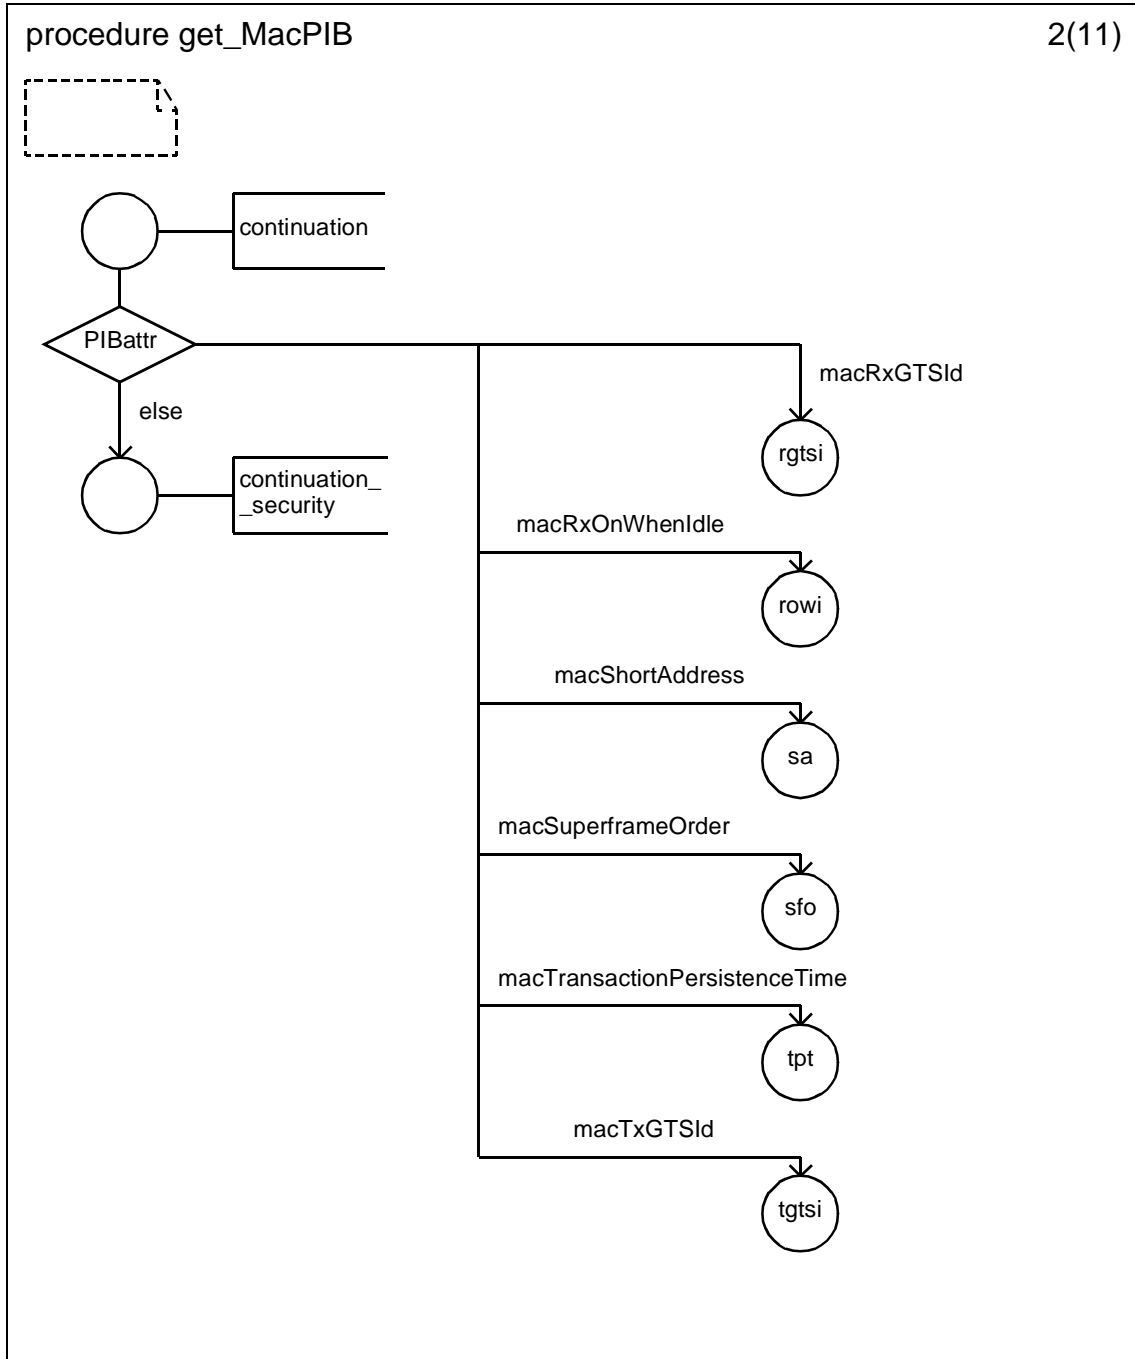 procedure get_MacPIB
2(11)
continuation
PIBattr
macRxGTSId
else
rgtsi
continuation_
_security
macRxOnWhenIdle
rowi
macShortAddress
sa
macSuperframeOrder
sfo
macTransactionPersistenceTime
tpt
macTxGTSId
tgtsi